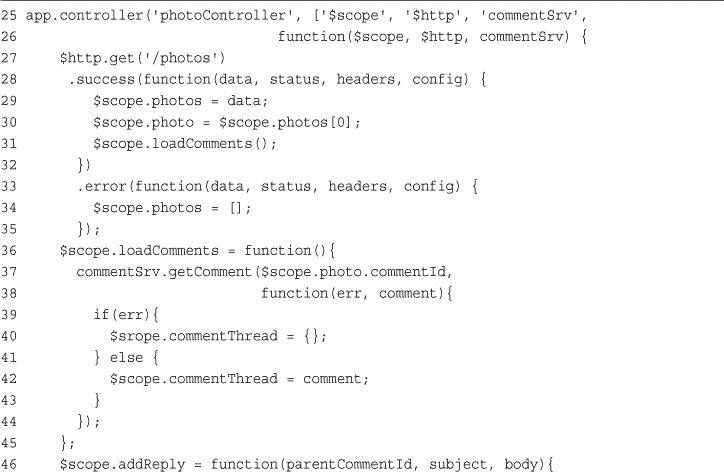 25 app.controller('photoController', ['$scope', '$http', 'commentSrv',
26                               function($scope, $http, commentSrv) {
27     $http.get('/photos')
28      .success(function(data, status, headers, config) {
29         $scope.photos = data;
30         $scope.photo = $scope.photos[0];
31         $scope.loadComments();
32       })
33       .error(function(data, status, headers, config) {
34         $scope.photos = [];
35       });
36     $scope.loadComments = function(){
37       commentSrv.getComment($scope.photo.commentId,
38                             function(err, comment){
39         if(err){
40           $srope.commentThread = {};
41         } else {
42           $scope.commentThread = comment;
43         }
44       });
45     };
46     $scope.addReply = function(parentCommentId, subject, body){